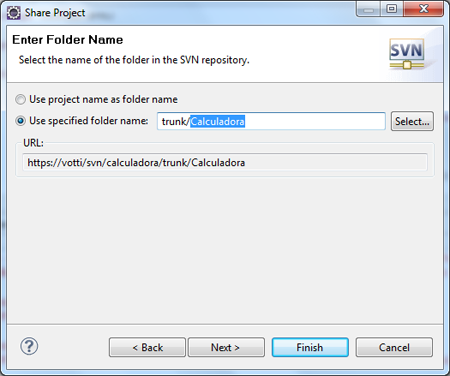 Share Project
Enter Folder Name
Select the name of the folder in the SVN repository.
SVN
Use project name as folder name
Use specified folder name: trunk/Calculadora Select...
URL:
https://votti/svn/calculadora/trunk/Calculadora
? < Back Next > Finish Cancel